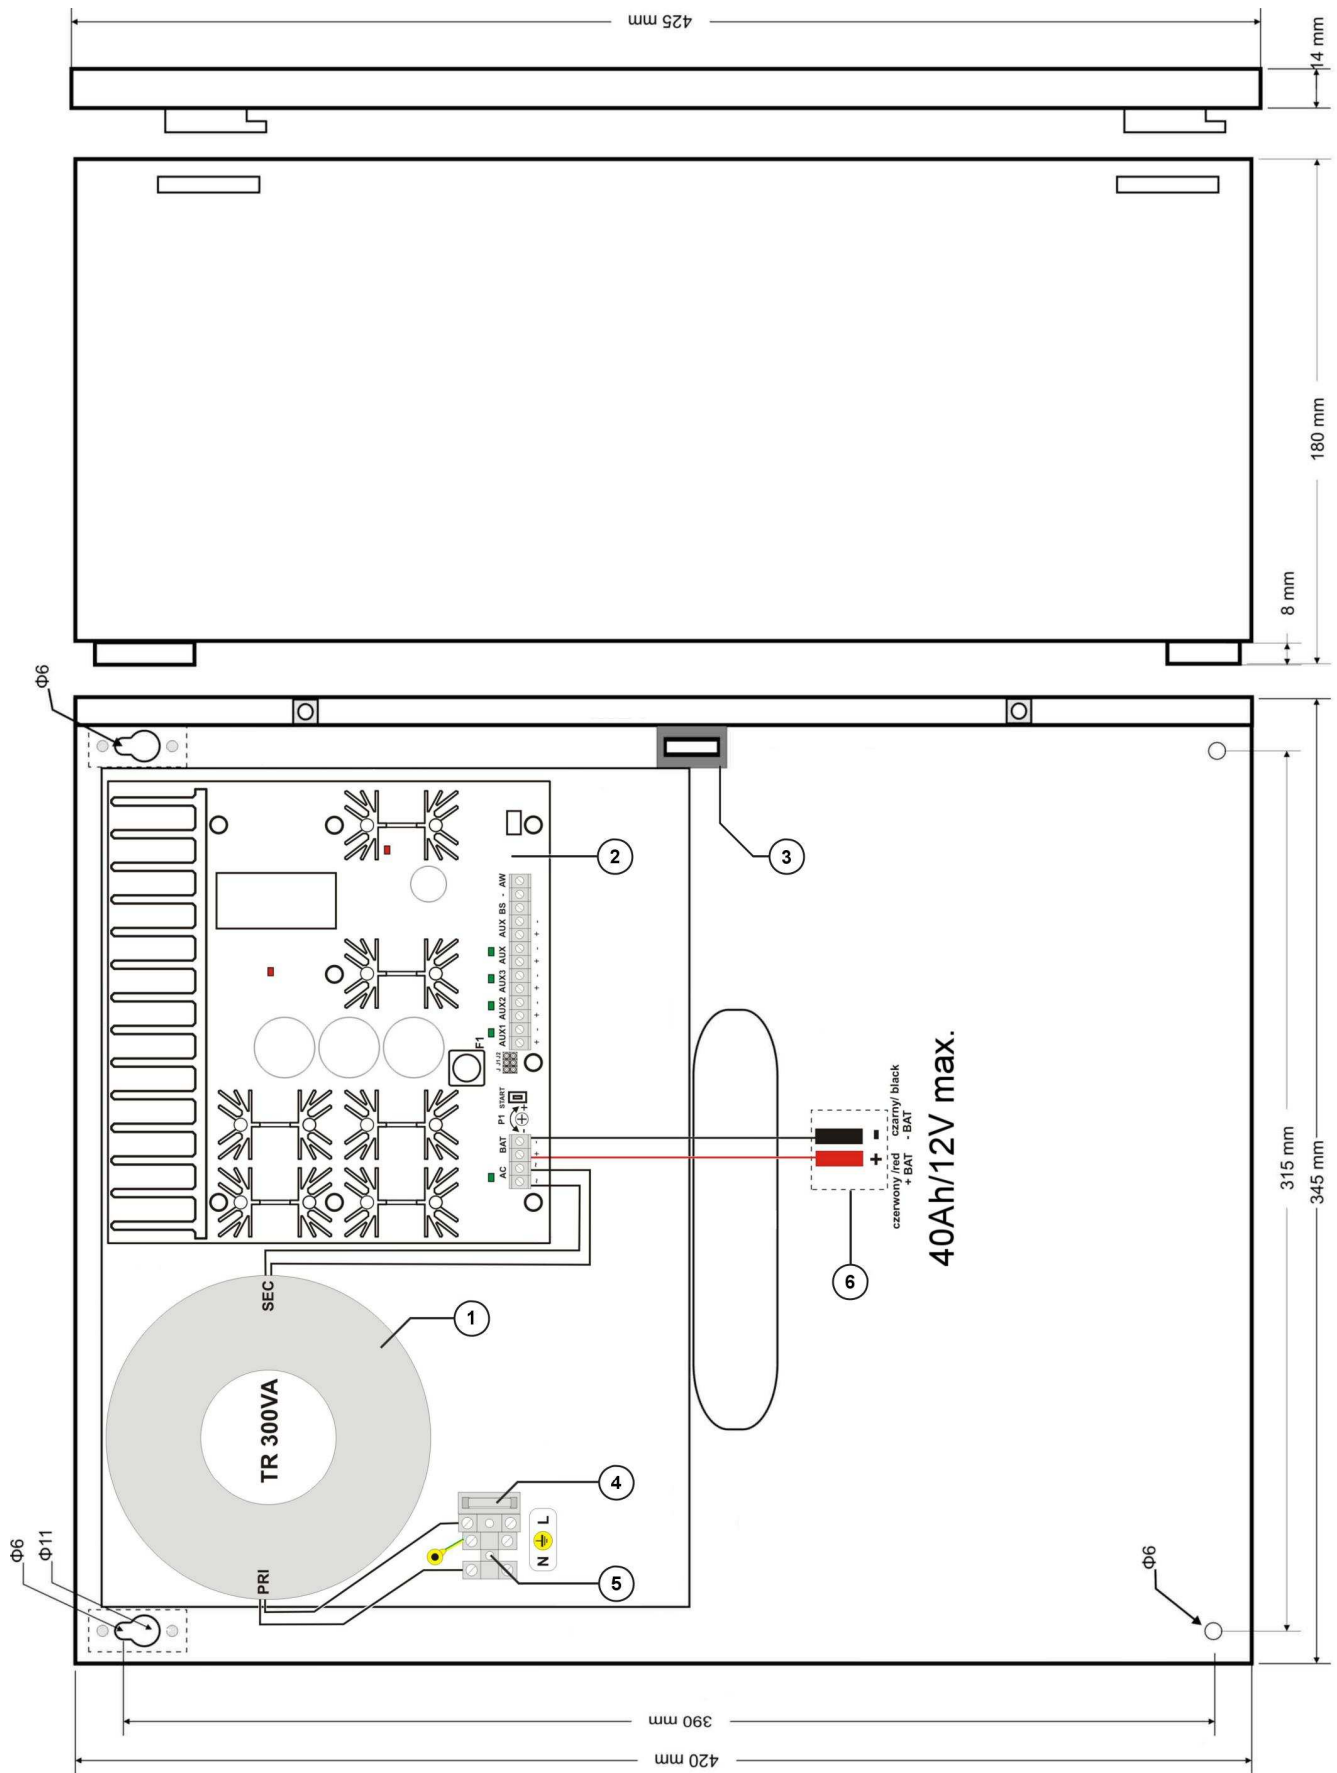 425 mm
14 mm
180 mm
8 mm
Φ6
3
2
AW
-
BS
AUX
AUX
AUX3
AUX2
AUX1
+ - + - + - + - + -
F1
J J1 J2
START
P1
- +
BAT
AC
- +
~ ~
czarny/ black
- BAT
-
+
czerwony /red
+ BAT
40Ah/12V max.
6
315 mm
345 mm
SEC
1
TR 300VA
PRI
4
N L
5
Φ6
Φ11
Φ6
390 mm
420 mm